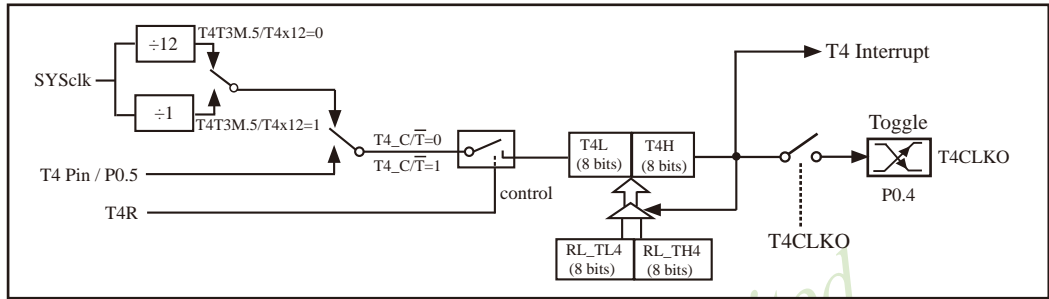 T4T3M.5/T4x12=0
÷12
SYSclk
÷1
T4T3M.5/T4x12=1
T4 Interrupt
Toggle
T4_C/T̅=0
T4_C/T̅=1
T4L
(8 bits)
T4H
(8 bits)
T4CLKO
P0.4
T4 Pin / P0.5
control
T4R
T4CLKO
RL_TL4
(8 bits)
RL_TH4
(8 bits)